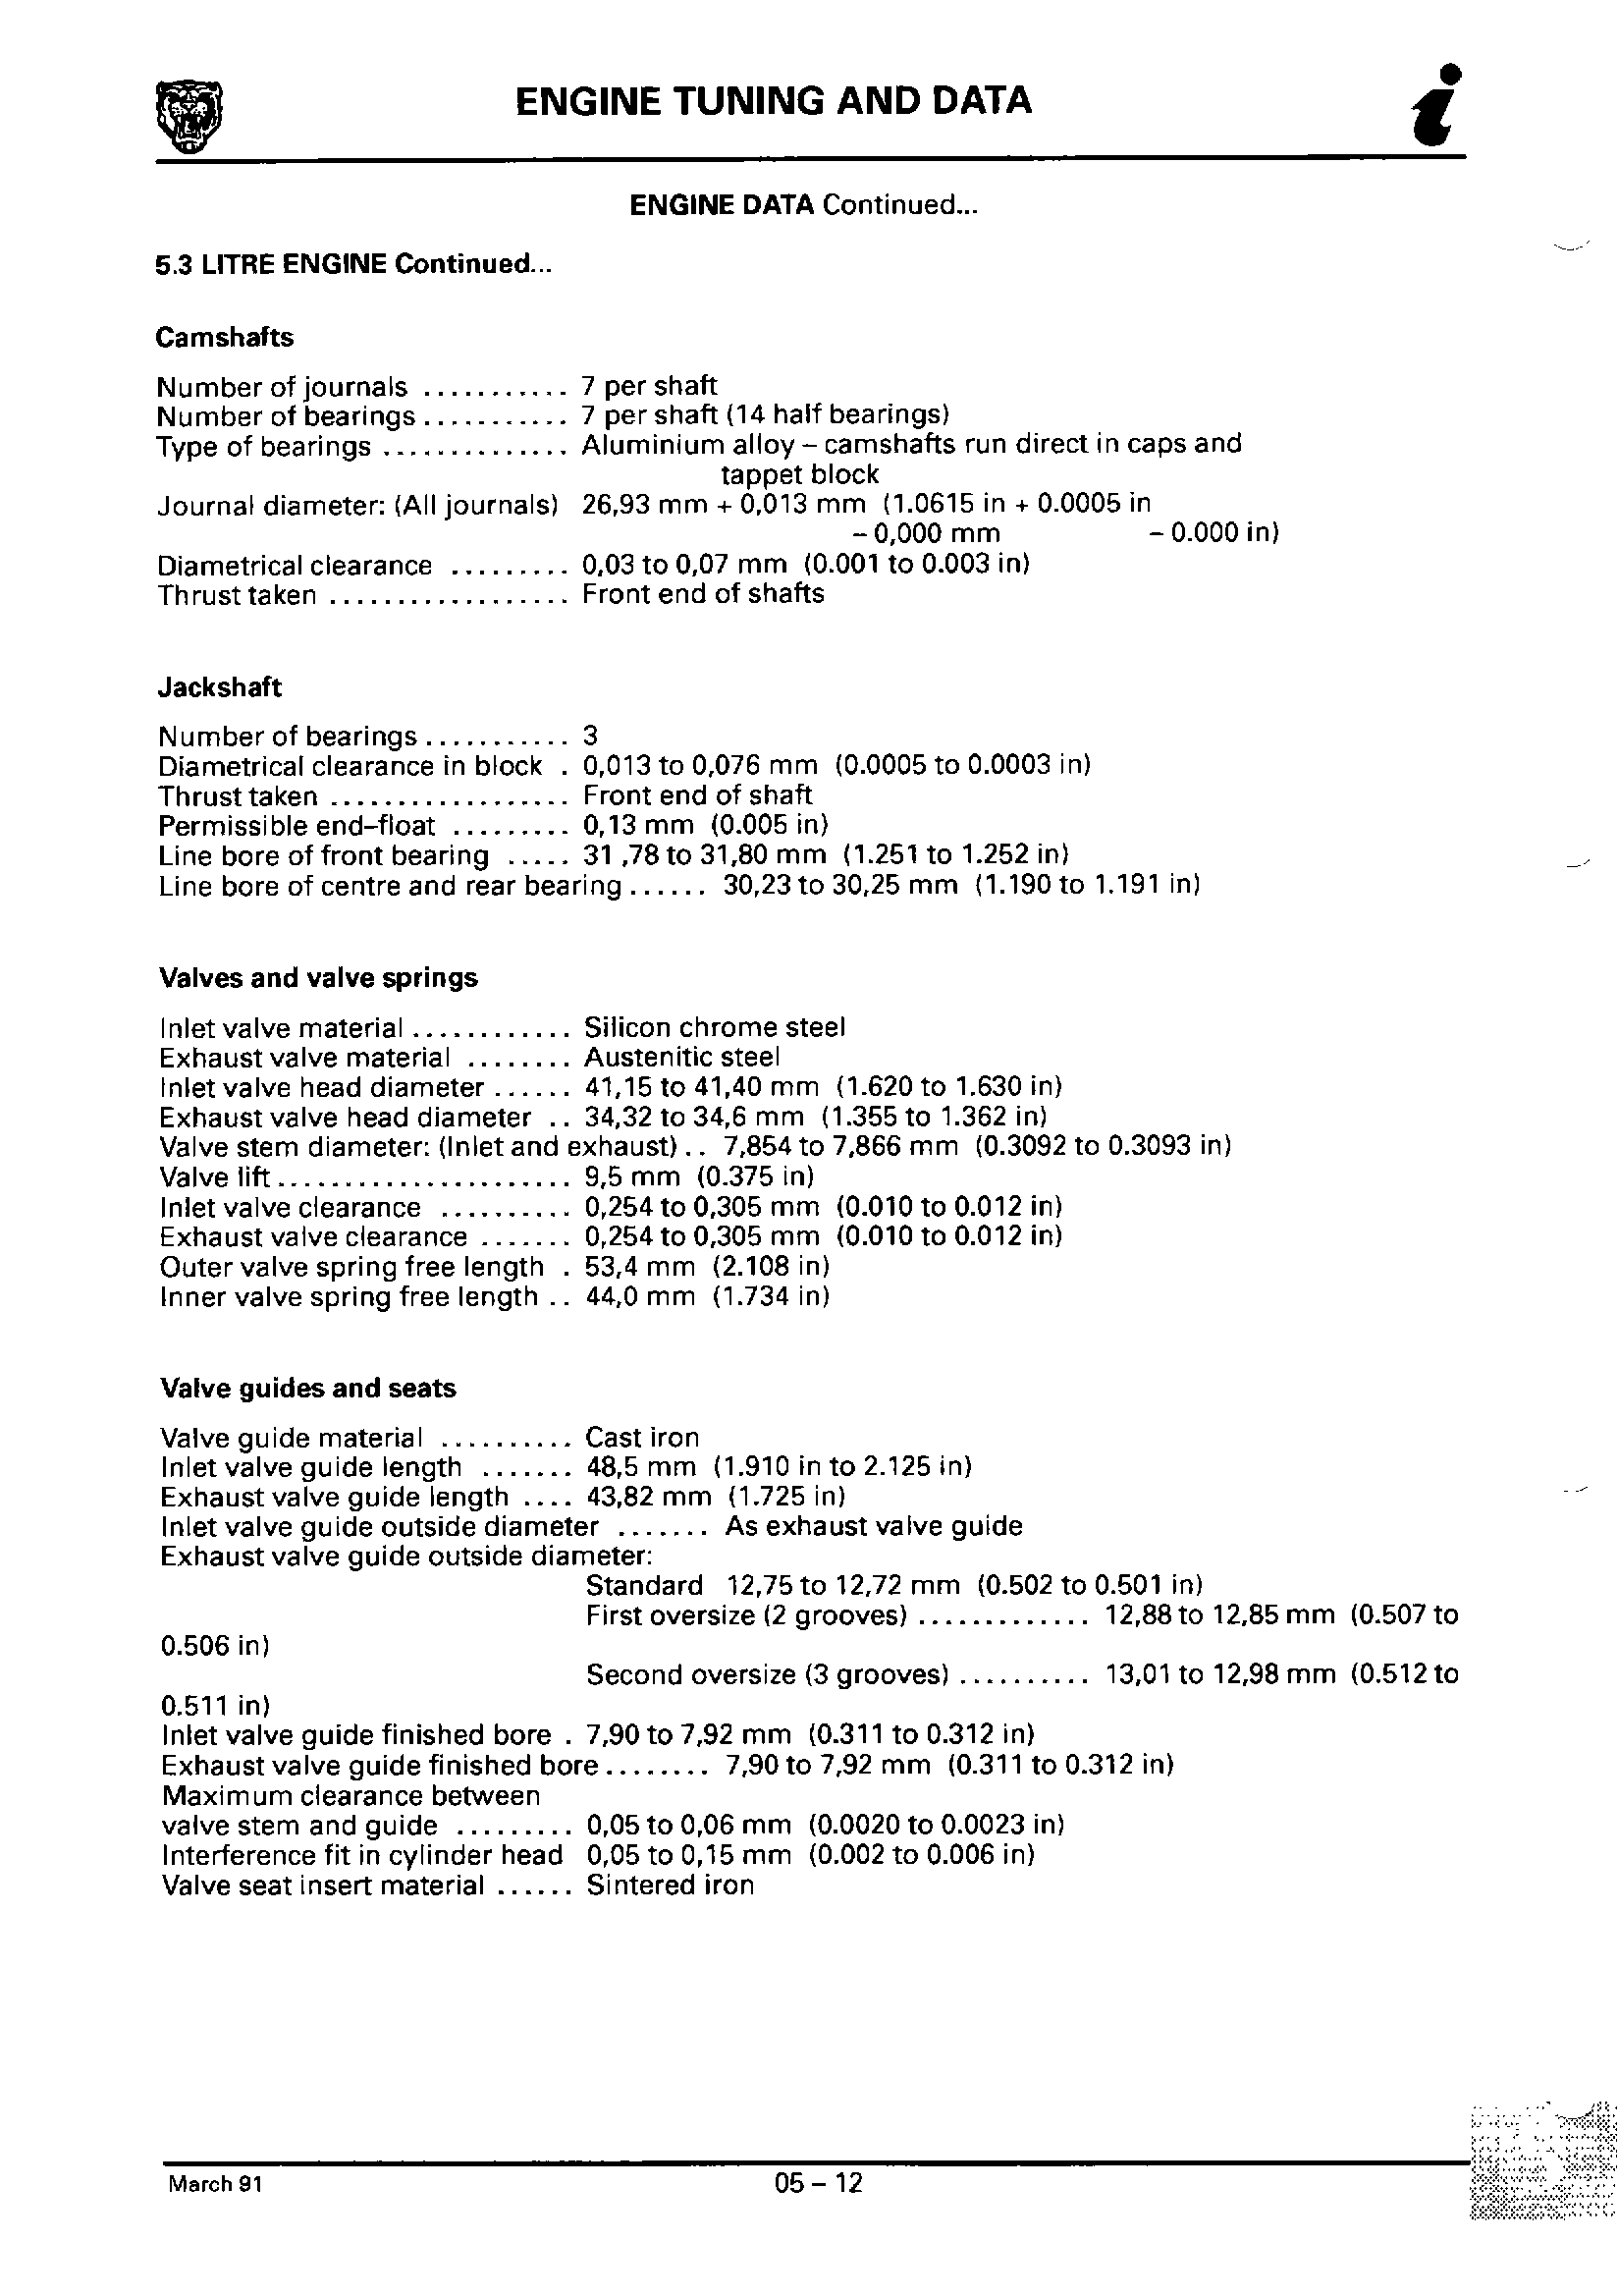 ENGINE TUNING AND DATA
ENGINE DATA Continued...
5.3 LITRE ENGINE Continued...
Camshafts
Number of journals ........... 7 per shaft
Number of bearings ........... 7 per shaft (14 half bearings)
Type of bearings .............. Aluminium alloy – camshafts run direct in caps and
tappet block
Journal diameter: (All journals) 26,93 mm + 0,013 mm (1.0615 in + 0.0005 in
– 0,000 mm – 0.000 in)
Diametrical clearance ......... 0,03 to 0,07 mm (0.001 to 0.003 in)
Thrust taken .................. Front end of shafts
Jackshaft
Number of bearings ........... 3
Diametrical clearance in block . 0,013 to 0,076 mm (0.0005 to 0.0003 in)
Thrust taken .................. Front end of shaft
Permissible end–float ......... 0,13 mm (0.005 in)
Line bore of front bearing ..... 31 ,78 to 31,80 mm (1.251 to 1.252 in)
Line bore of centre and rear bearing ...... 30,23 to 30,25 mm (1.190 to 1.191 in)
Valves and valve springs
Inlet valve material ............ Silicon chrome steel
Exhaust valve material ........ Austenitic steel
Inlet valve head diameter ...... 41,15 to 41,40 mm (1.620 to 1.630 in)
Exhaust valve head diameter .. 34,32 to 34,6 mm (1.355 to 1.362 in)
Valve stem diameter: (Inlet and exhaust) .. 7,854 to 7,866 mm (0.3092 to 0.3093 in)
Valve lift ...................... 9,5 mm (0.375 in)
Inlet valve clearance .......... 0,254 to 0,305 mm (0.010 to 0.012 in)
Exhaust valve clearance ....... 0,254 to 0,305 mm (0.010 to 0.012 in)
Outer valve spring free length . 53,4 mm (2.108 in)
Inner valve spring free length .. 44,0 mm (1.734 in)
Valve guides and seats
Valve guide material .......... Cast iron
Inlet valve guide length ....... 48,5 mm (1.910 in to 2.125 in)
Exhaust valve guide length .... 43,82 mm (1.725 in)
Inlet valve guide outside diameter ....... As exhaust valve guide
Exhaust valve guide outside diameter:
Standard 12,75 to 12,72 mm (0.502 to 0.501 in)
First oversize (2 grooves) ............. 12,88 to 12,85 mm (0.507 to
0.506 in)
Second oversize (3 grooves) .......... 13,01 to 12,98 mm (0.512 to
0.511 in)
Inlet valve guide finished bore . 7,90 to 7,92 mm (0.311 to 0.312 in)
Exhaust valve guide finished bore ........ 7,90 to 7,92 mm (0.311 to 0.312 in)
Maximum clearance between
valve stem and guide ......... 0,05 to 0,06 mm (0.0020 to 0.0023 in)
Interference fit in cylinder head 0,05 to 0,15 mm (0.002 to 0.006 in)
Valve seat insert material ...... Sintered iron
March 91 05 – 12